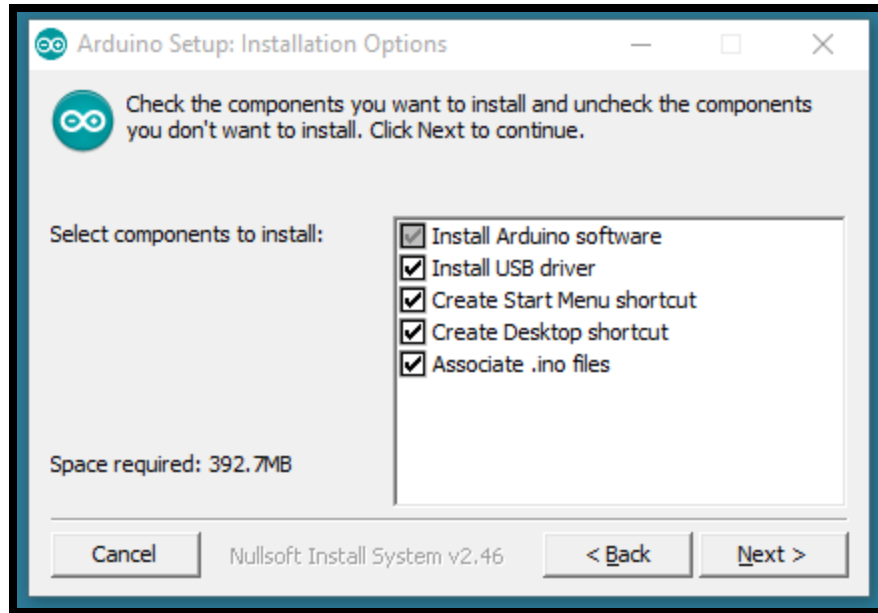 Arduino Setup: Installation Options
Check the components you want to install and uncheck the components
you don't want to install. Click Next to continue.
Select components to install:
Install Arduino software
Install USB driver
Create Start Menu shortcut
Create Desktop shortcut
Associate .ino files
Space required: 392.7MB
Cancel
Nullsoft Install System v2.46
< Back
Next >